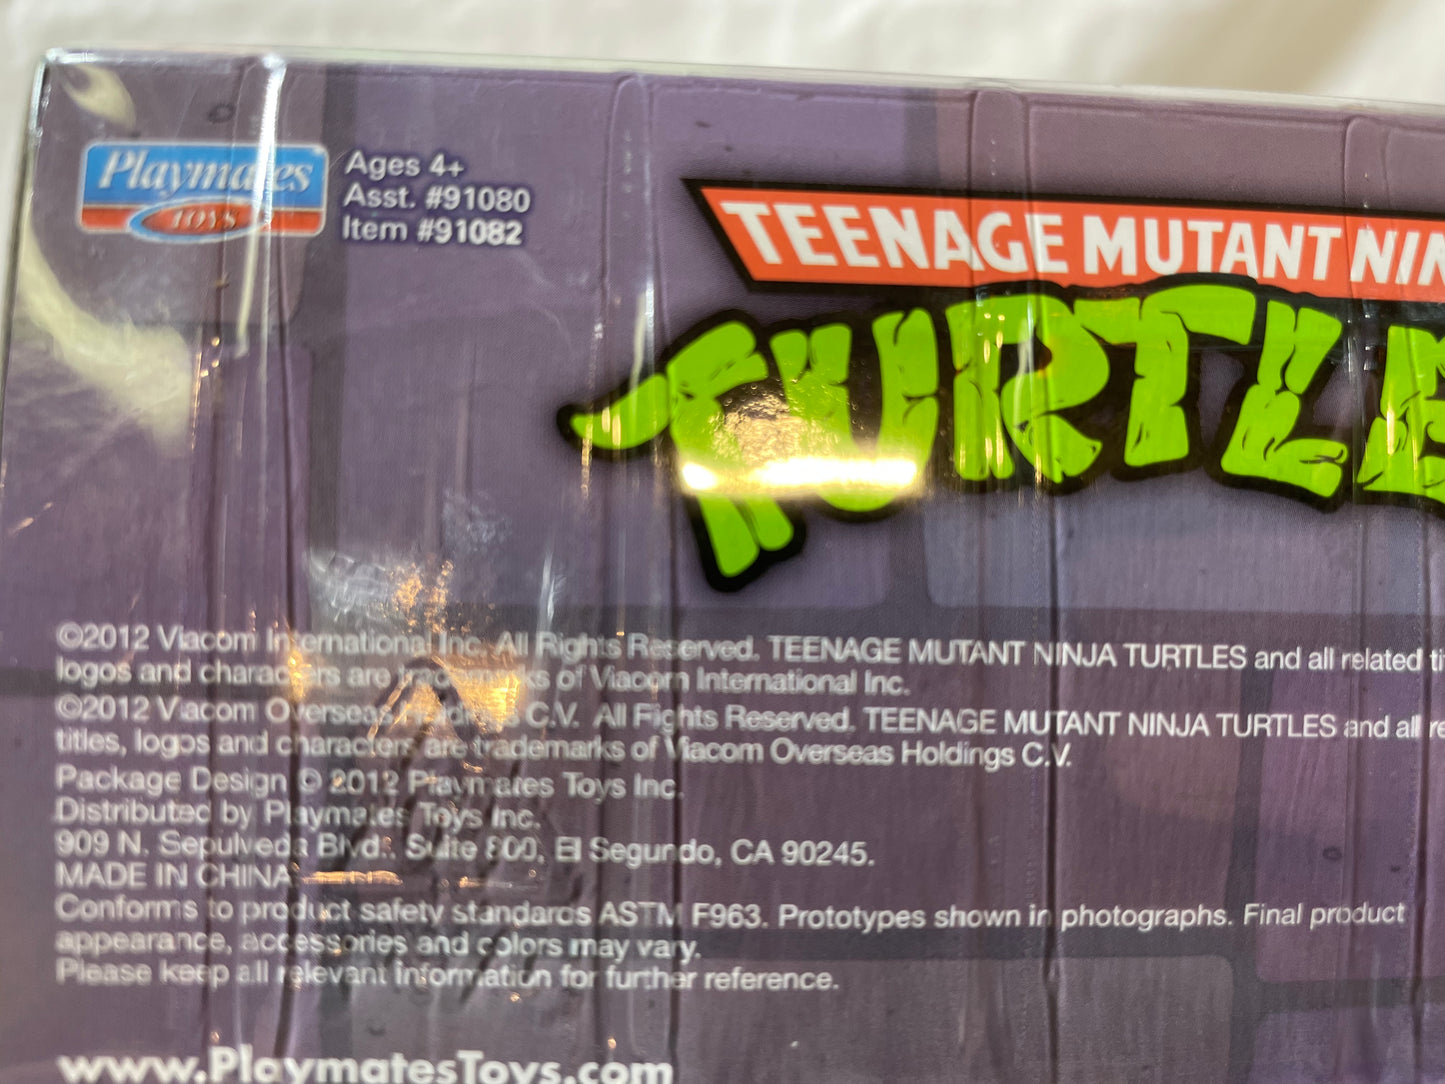 Playmates
TOYS
Ages 4+
Asst. #91080
Item #91082
TEENAGE MUTANT NIN
TURTLE
©2012 Viacom International Inc. All Rights Reserved. TEENAGE MUTANT NINJA TURTLES and all related ti
logos and characters are trademarks of Viacom International Inc.
©2012 Viacom Overseas Holdings C.V. All Rights Reserved. TEENAGE MUTANT NINJA TURTLES and all re
titles, logos and characters are trademarks of Viacom Overseas Holdings C.V.
Package Design © 2012 Playmates Toys Inc.
Distributed by Playmates Toys Inc.
909 N. Sepulveda Blvd., Suite 800, El Segundo, CA 90245.
MADE IN CHINA
Conforms to product safety standards ASTM F963. Prototypes shown in photographs. Final product
appearance, accessories and colors may vary.
Please keep all relevant information for further reference.
www.PlaymatesToys.com